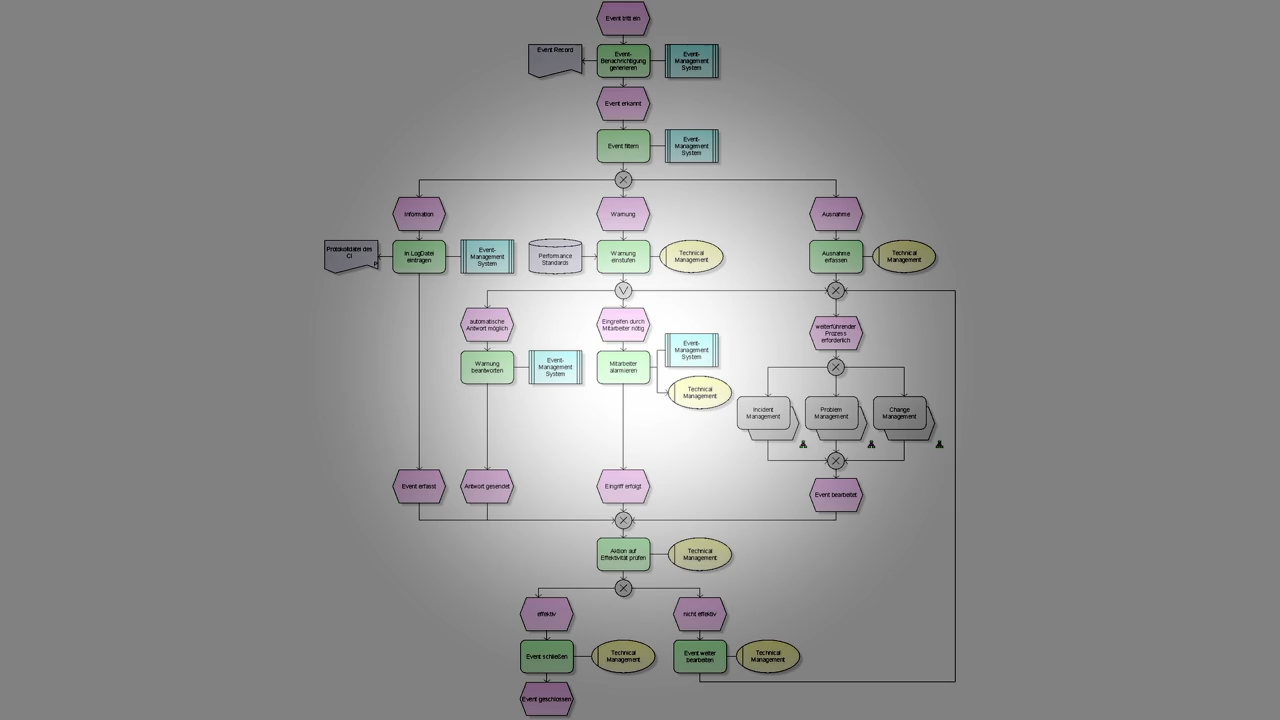 Event tritt ein
Event Record
Event-
Benachrichtigung
generieren
Event-
Management
System
Event erkannt
Event filtern
Event-
Management
System
Information
Warnung
Ausnahme
Protokolldatei des
CI
In LogDatei
eintragen
Event-
Management
System
Performance
Standards
Warnung
einstufen
Technical
Management
Ausnahme
erfassen
Technical
Management
automatische
Antwort möglich
Eingreifen durch
Mitarbeiter nötig
weiterführender
Prozess
erforderlich
Warnung
beantworten
Event-
Management
System
Mitarbeiter
alarmieren
Event-
Management
System
Technical
Management
Incident
Management
Problem
Management
Change
Management
Event erfasst
Antwort gesendet
Eingriff erfolgt
Event bearbeitet
Aktion auf
Effektivität prüfen
Technical
Management
effektiv
nicht effektiv
Event schließen
Technical
Management
Event weiter
bearbeiten
Technical
Management
Event geschlossen